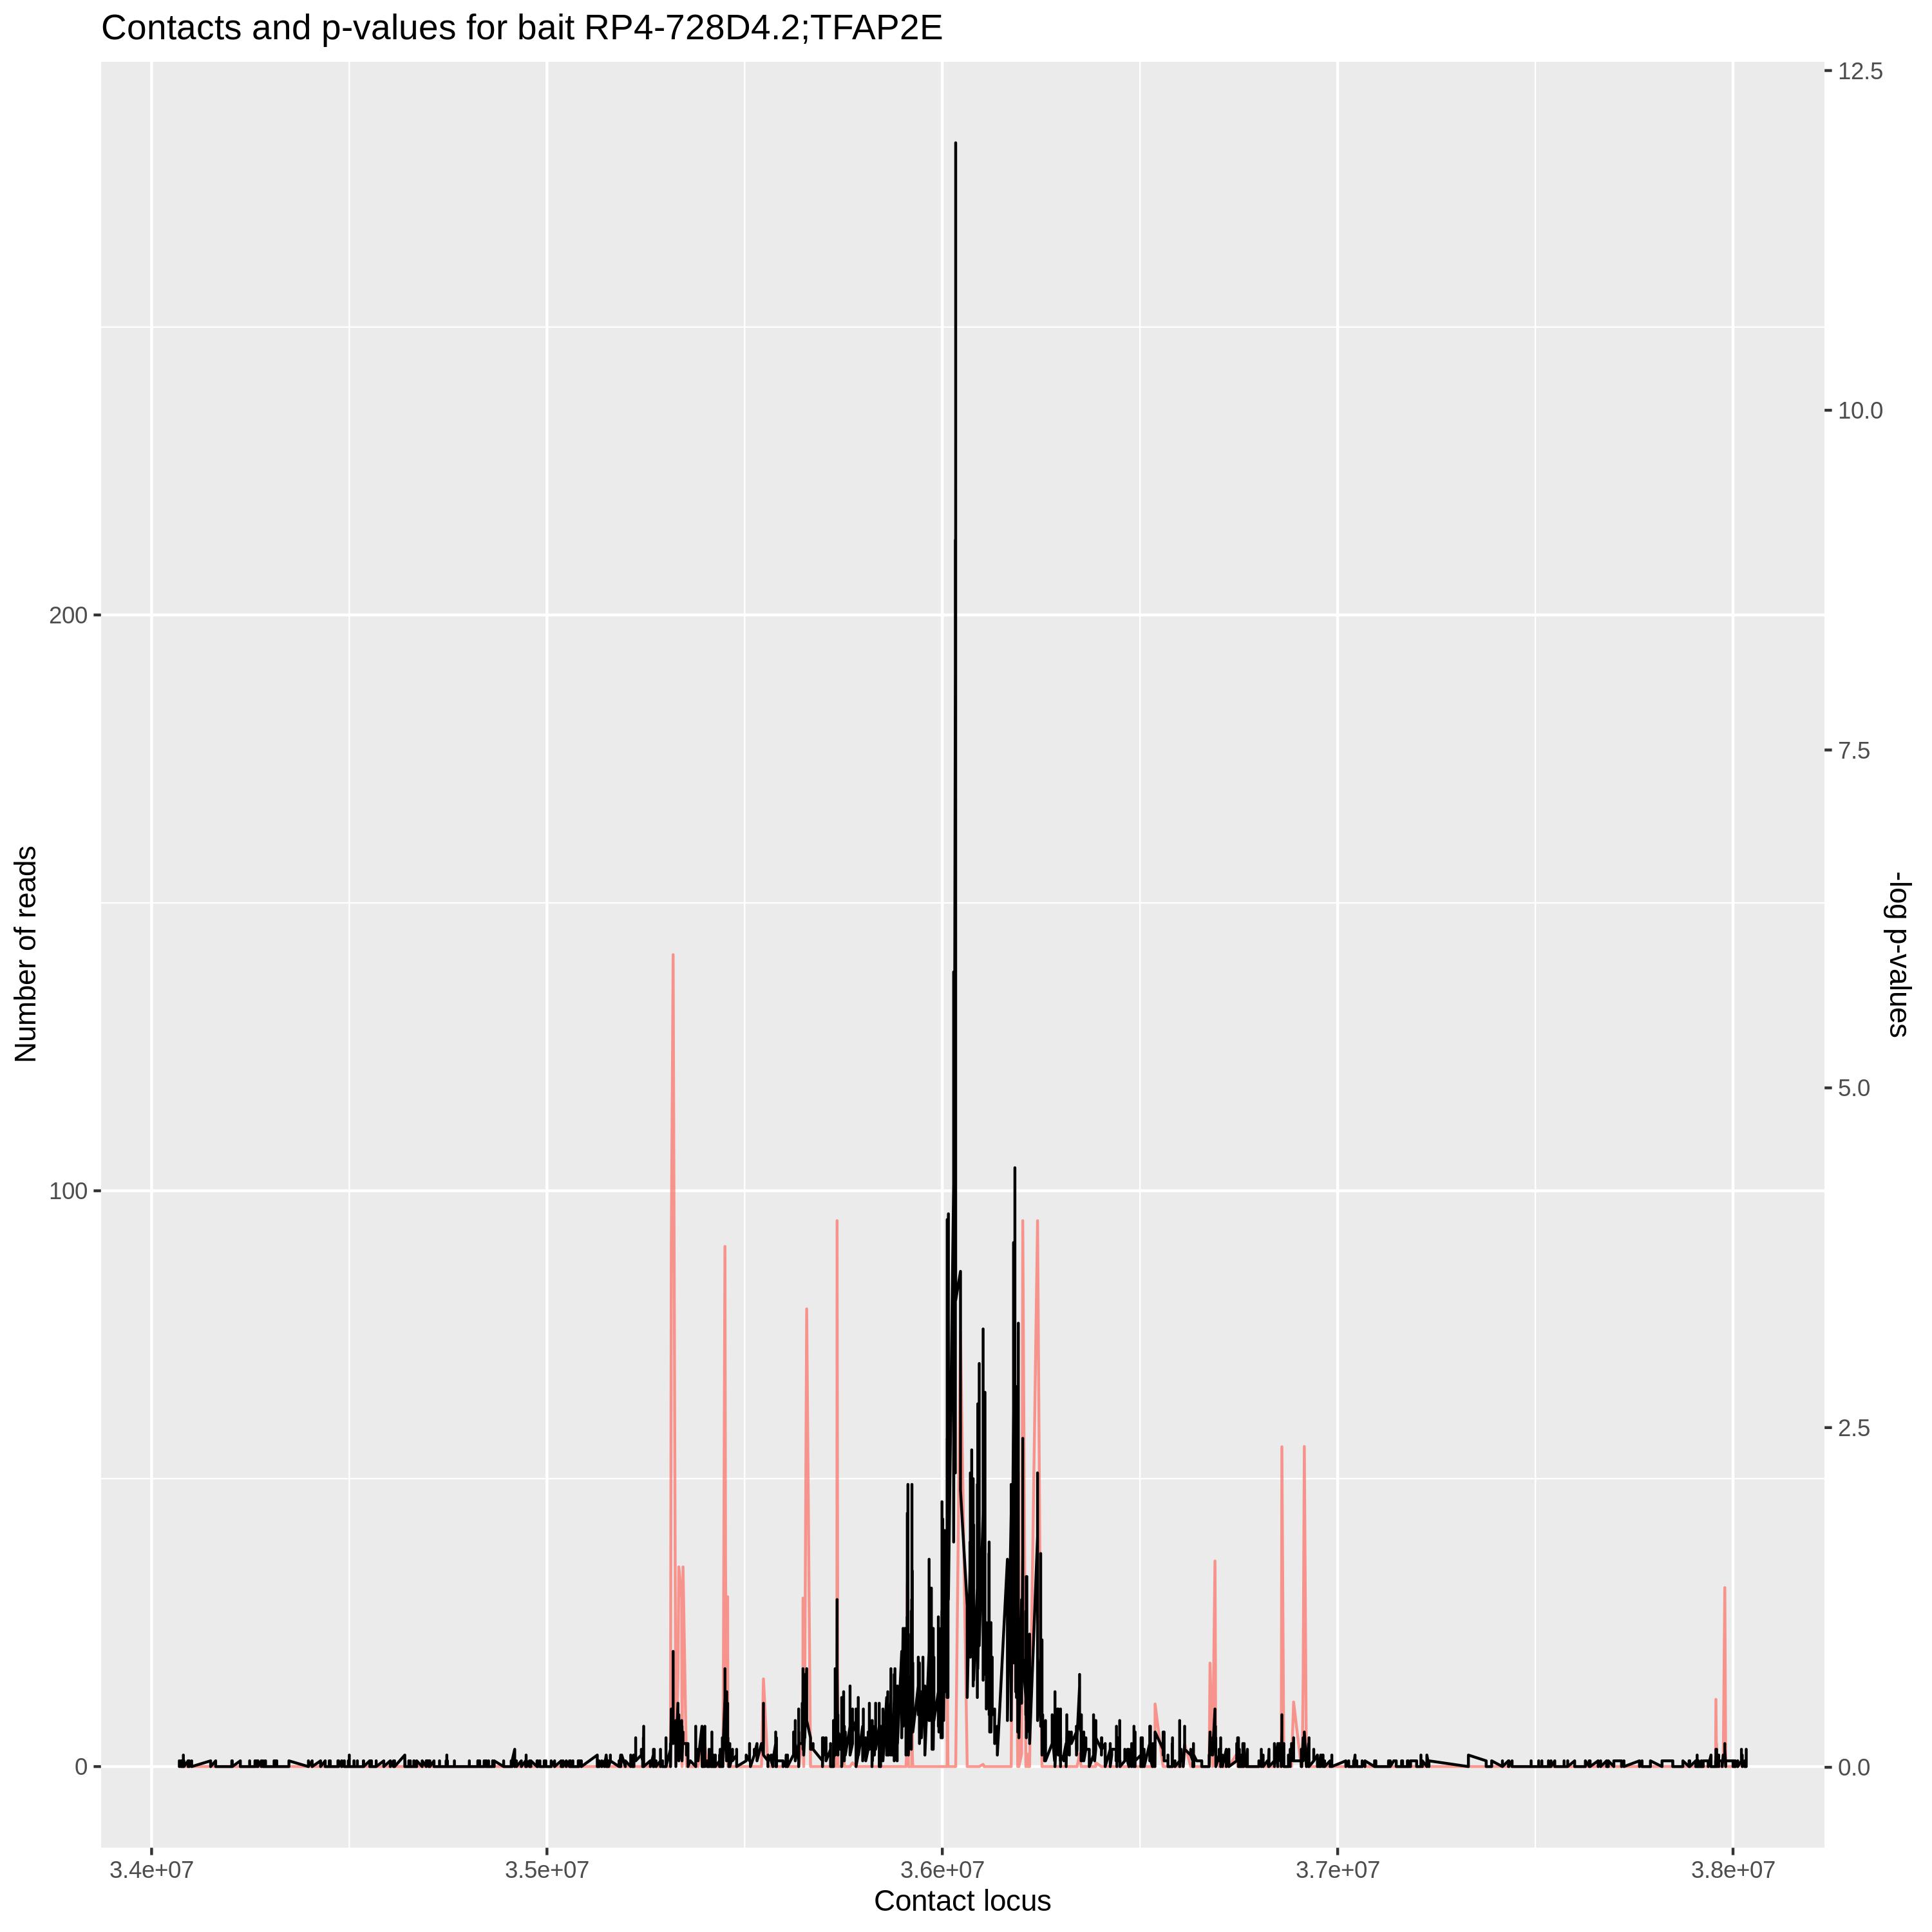 Contacts and p-values for bait RP4-728D4.2;TFAP2E
Number of reads
200
100
0
12.5
10.0
7.5
5.0
2.5
0.0
-log p-values
3.4e+07 3.5e+07 3.6e+07 3.7e+07 3.8e+07
Contact locus